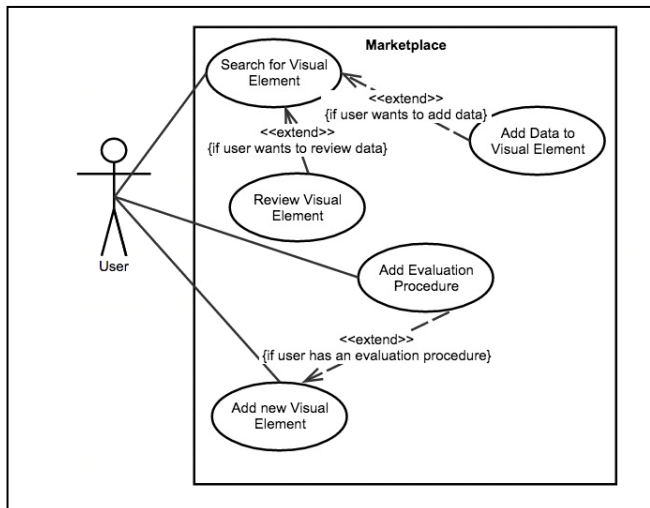 Marketplace
Search for Visual
Element
<<extend>>
{if user wants to add data}
<<extend>>
{if user wants to review data}
Add Data to
Visual Element
Review Visual
Element
User
Add Evaluation
Procedure
<<extend>>
{if user has an evaluation procedure}
Add new Visual
Element